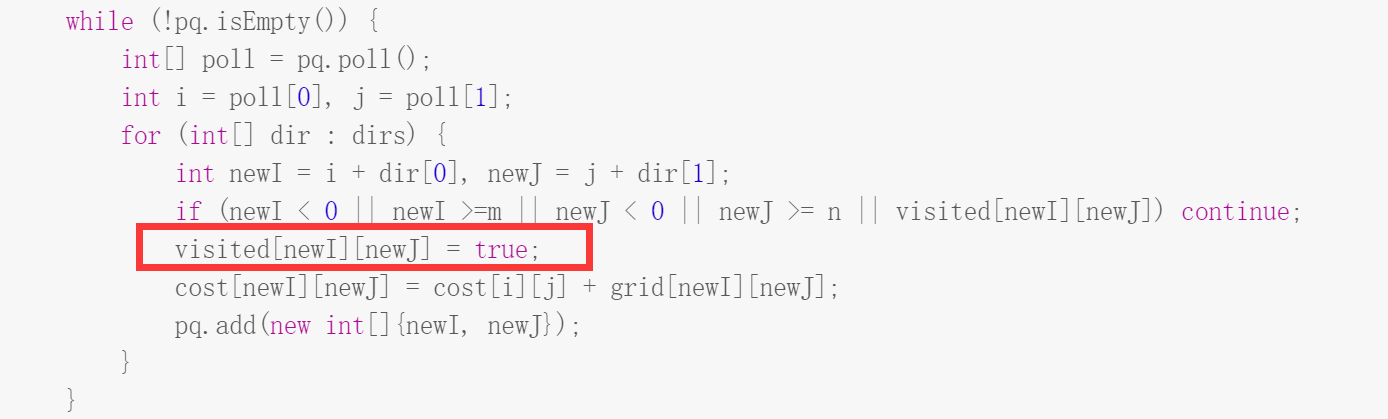 while (!pq.isEmpty()) {
int[] poll = pq.poll();
int i = poll[0], j = poll[1];
for (int[] dir : dirs) {
int newI = i + dir[0], newJ = j + dir[1];
if (newI < 0 || newI >=m || newJ < 0 || newJ >= n || visited[newI][newJ]) continue;
visited[newI][newJ] = true;
cost[newI][newJ] = cost[i][j] + grid[newI][newJ];
pq.add(new int[]{newI, newJ});
}
}